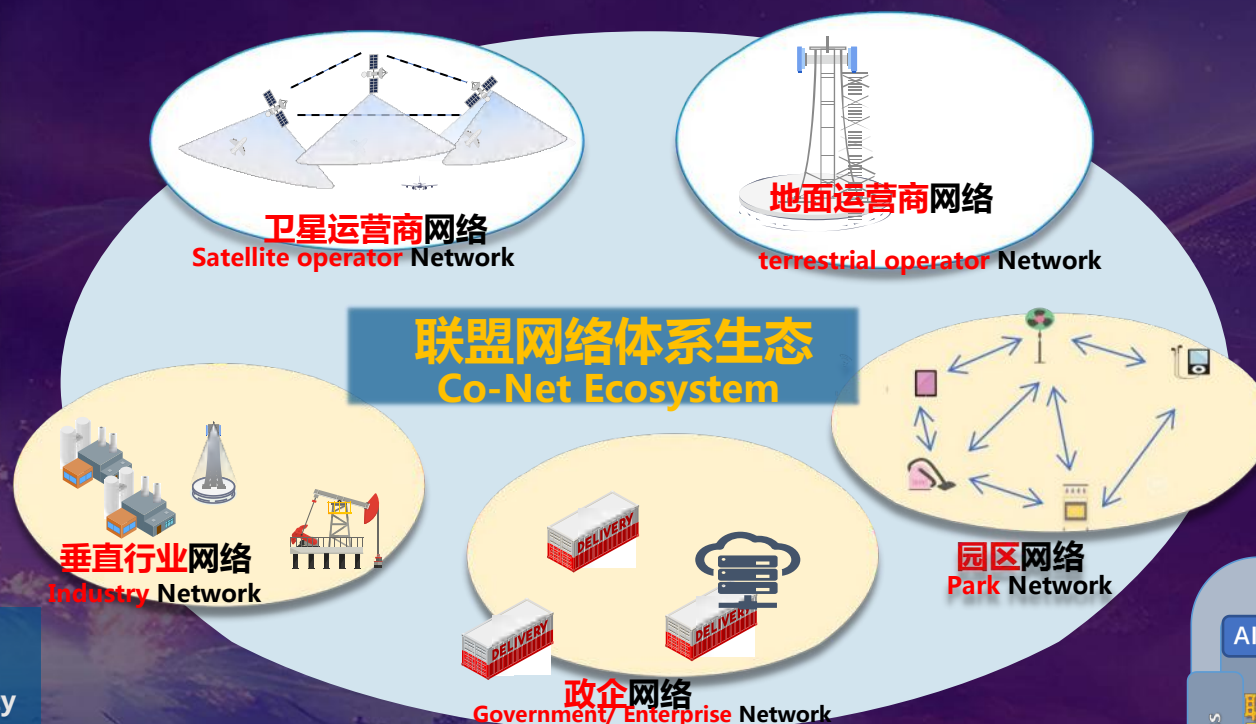 卫星运营商网络
Satellite operator Network
地面运营商网络
terrestrial operator Network
联盟网络体系生态
Co-Net Ecosystem
垂直行业网络
Industry Network
园区网络
Park Network
DELIVERY
DELIVERY
DELIVERY
政企网络
Government/ Enterprise Network
AI
y
s